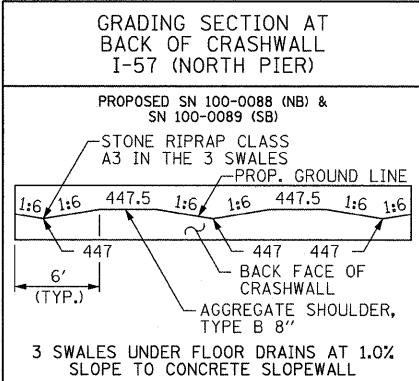 GRADING SECTION AT
BACK OF CRASHWALL
I-57 (NORTH PIER)
PROPOSED SN 100-0088 (NB) &
SN 100-0089 (SB)
STONE RIPRAP CLASS
A3 IN THE 3 SWALES
PROP. GROUND LINE
1:6 1:6 447.5 1:6 1:6 447.5 1:6 1:6
447 447 447
6'
(TYP.)
BACK FACE OF
CRASHWALL
AGGREGATE SHOULDER,
TYPE B 8"
3 SWALES UNDER FLOOR DRAINS AT 1.0%
SLOPE TO CONCRETE SLOPEWALL